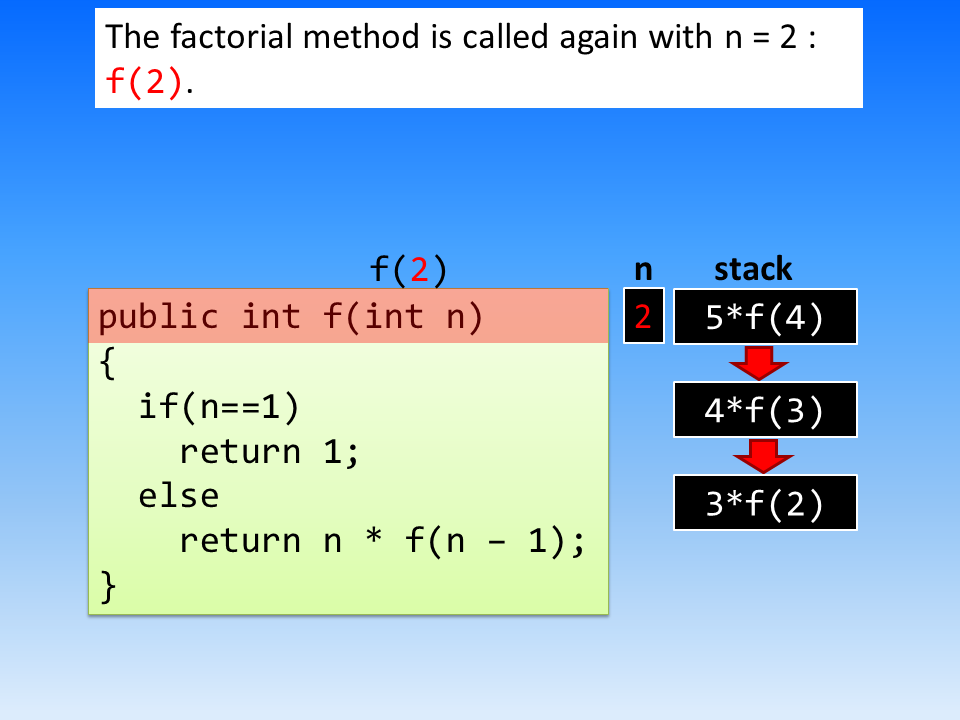 The factorial method is called again with n = 2 :
f(2).
f(2)
n stack
public int f(int n)
{
if(n==1)
return 1;
else
return n * f(n – 1);
}
2
5*f(4)
4*f(3)
3*f(2)